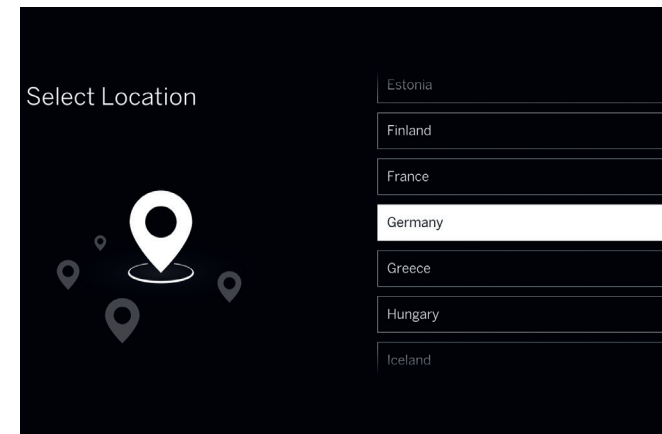 Select Location
Estonia
Finland
France
Germany
Greece
Hungary
Iceland